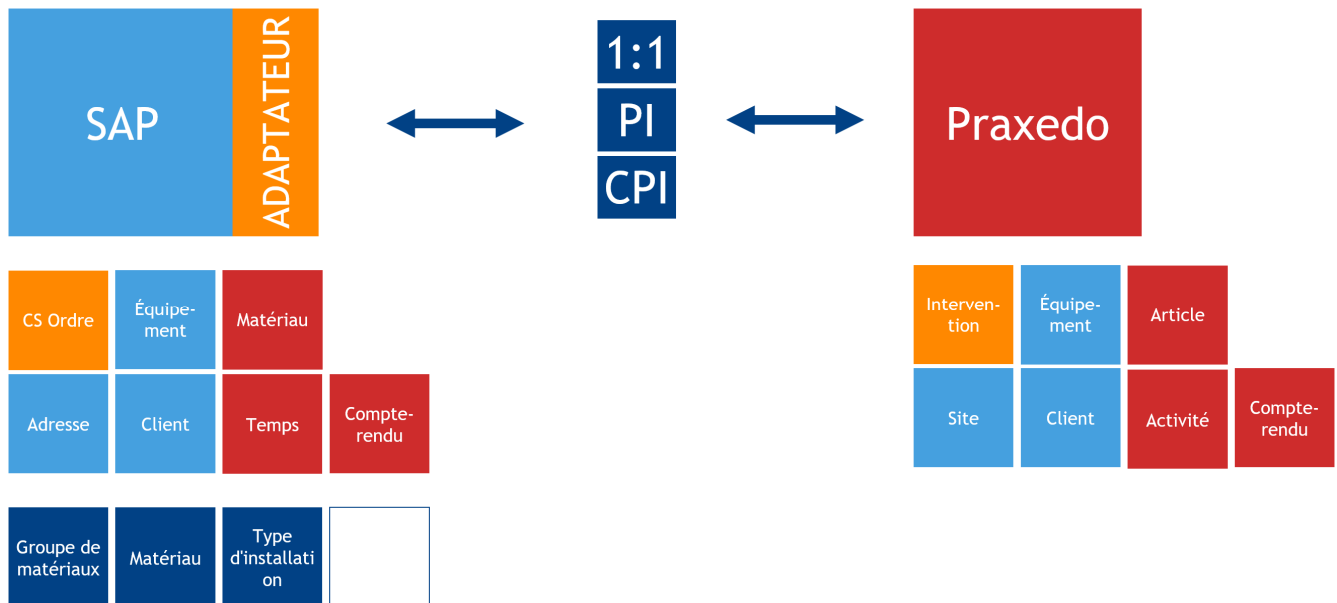 SAP
ADAPTATEUR
1:1
PI
CPI
Praxedo
CS Ordre
Équipe-
ment
Matériau
Adresse
Client
Temps
Compte-
rendu
Groupe de
matériaux
Matériau
Type
d'installati
on
Interven-
tion
Équipe-
ment
Article
Site
Client
Activité
Compte-
rendu